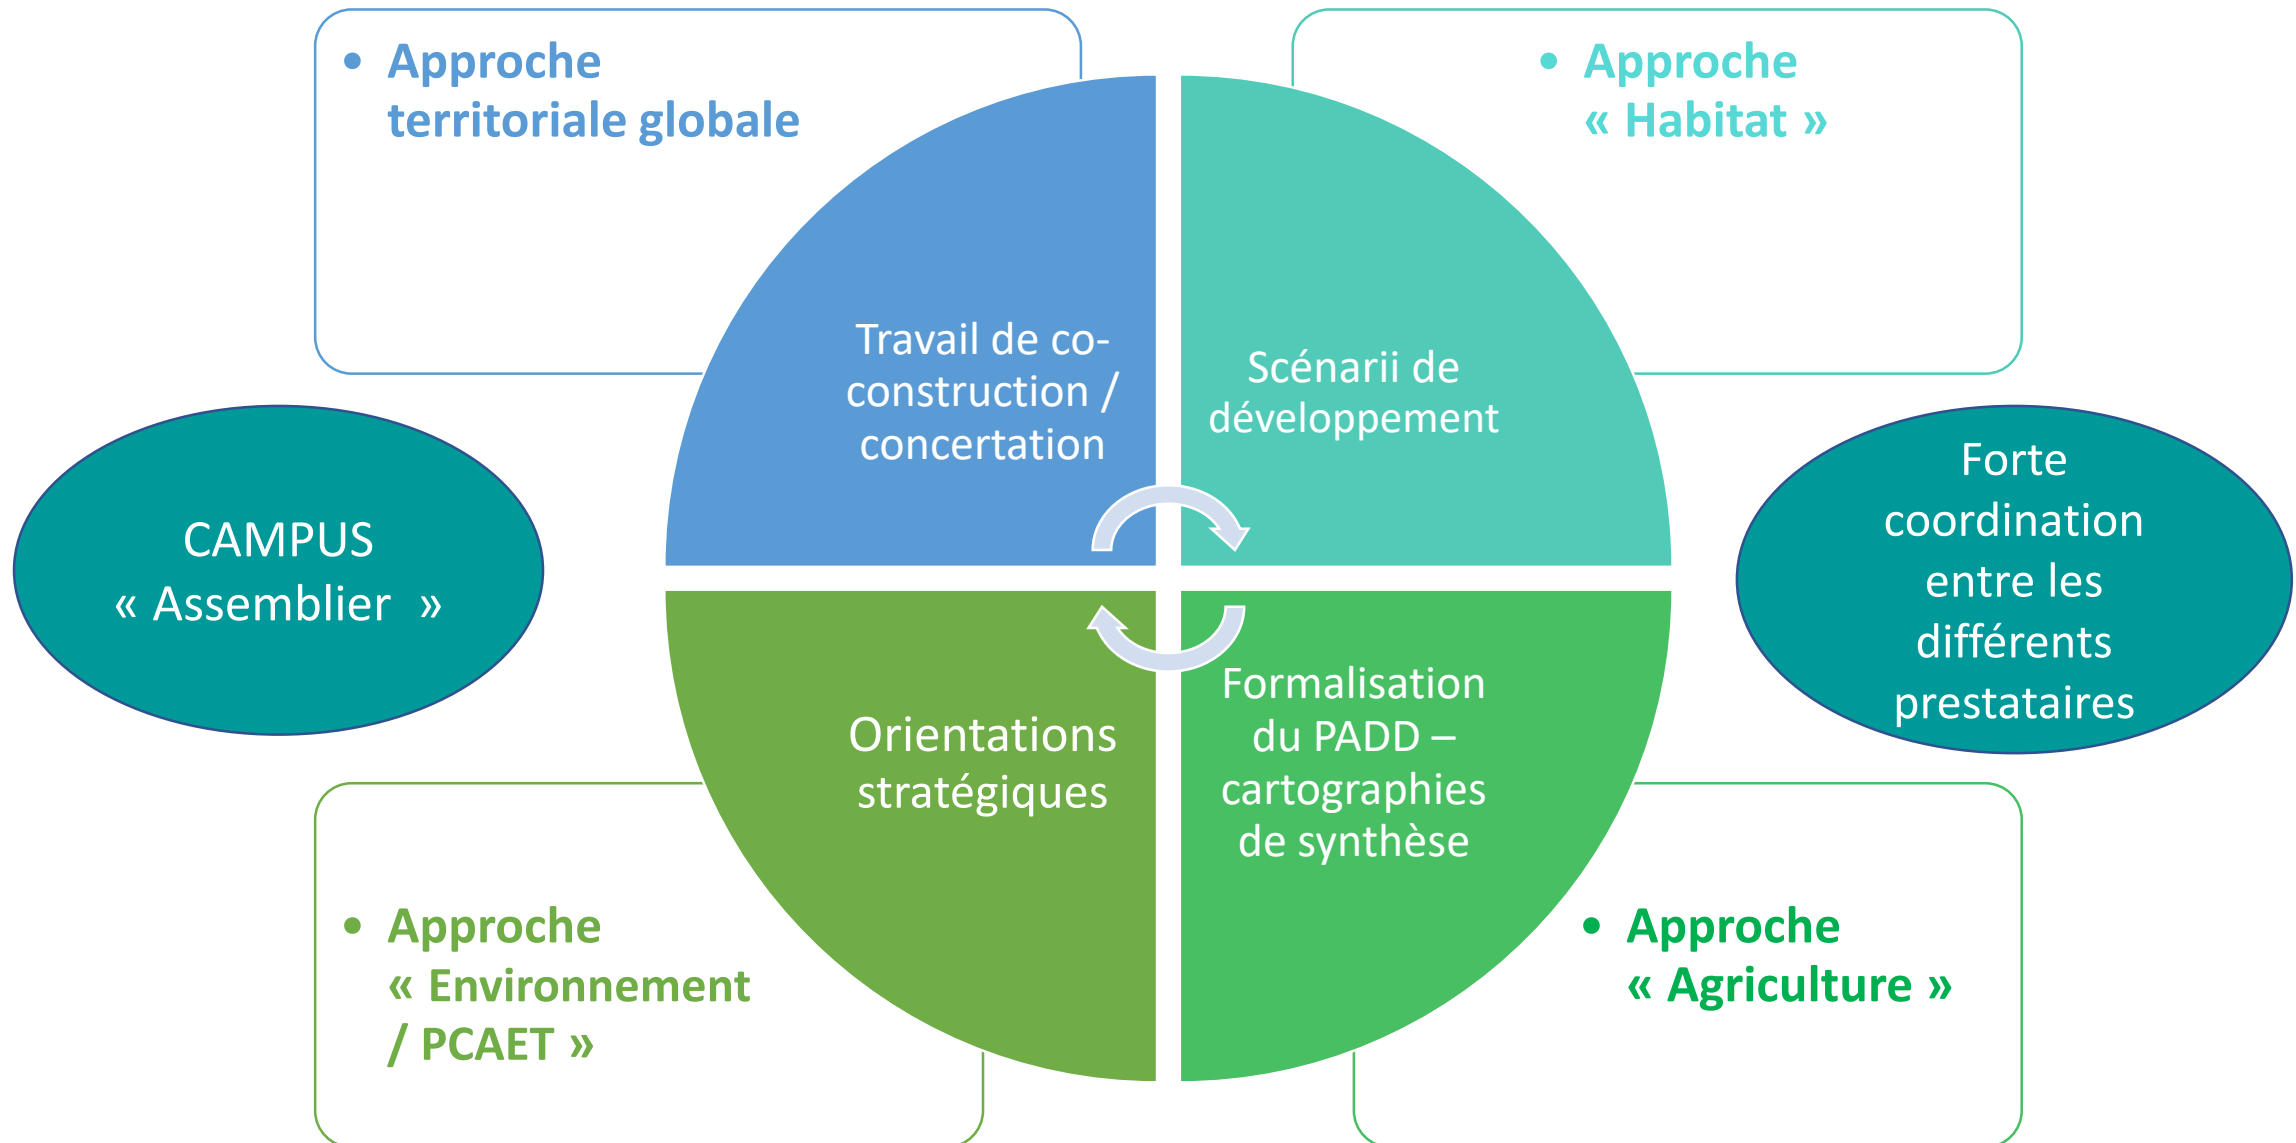 • Approche
territoriale globale
• Approche
« Habitat »
Travail de co-
construction /
concertation
Scénarii de
développement
CAMPUS
« Assemblier »
Forte
coordination
entre les
différents
prestataires
Orientations
stratégiques
Formalisation
du PADD –
cartographies
de synthèse
• Approche
« Environnement
/ PCAET »
• Approche
« Agriculture »